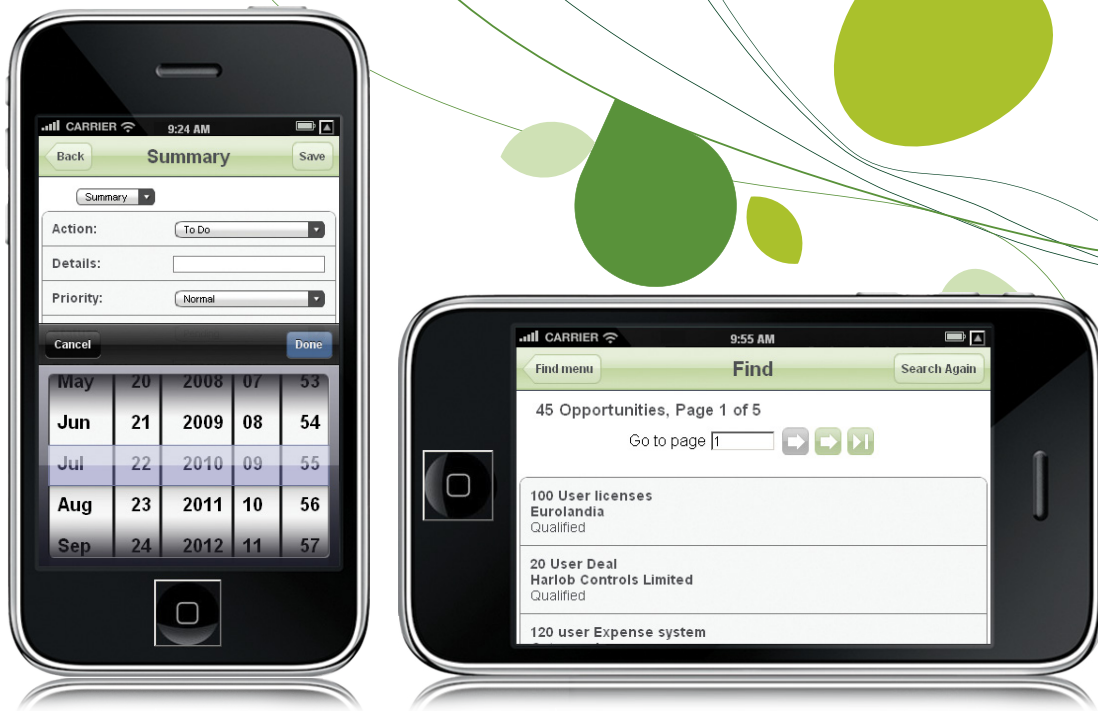 CARRIER 9:24 AM
Back Summary Save
Summary
Action: To Do
Details:
Priority: Normal
Cancel Done
May 20 2008 07 53
Jun 21 2009 08 54
Jul 22 2010 09 55
Aug 23 2011 10 56
Sep 24 2012 11 57
CARRIER 9:55 AM
Find menu Find Search Again
45 Opportunities, Page 1 of 5
Go to page 1
100 User licenses
Eurolandia
Qualified
20 User Deal
Harlob Controls Limited
Qualified
120 user Expense system